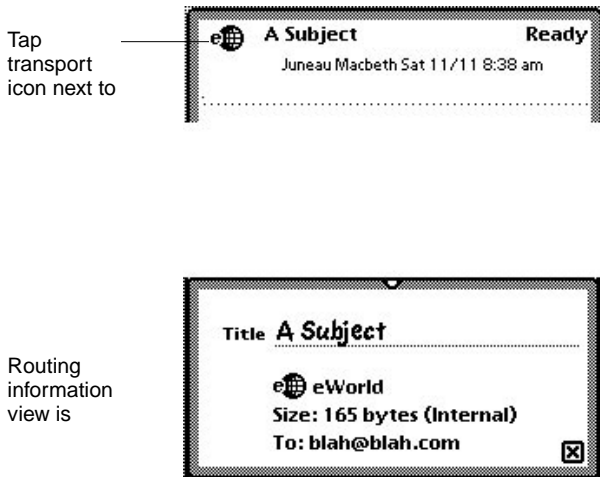 Tap
transport
icon next to
A Subject Ready
Juneau Macbeth Sat 11/11 8:38 am
Title A Subject
Routing
information
view is
eWorld
Size: 165 bytes (Internal)
To: blah@blah.com